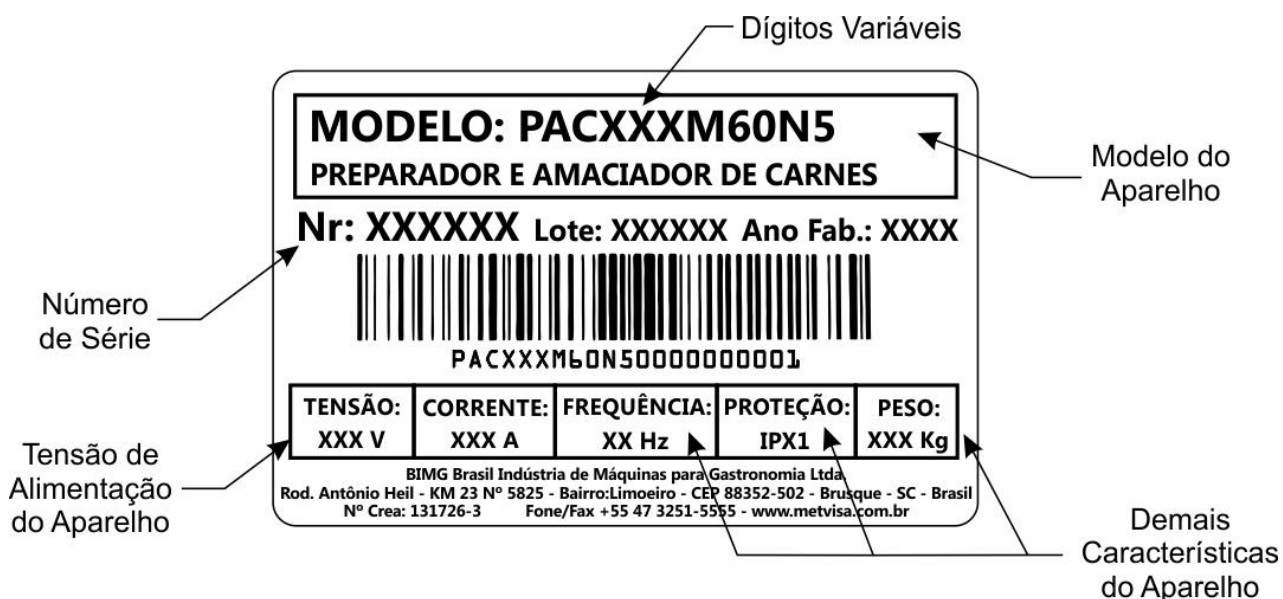 Dígitos Variáveis
MODELO: PACXXXM60N5
PREPARADOR E AMACIADOR DE CARNES
Modelo do
Aparelho
Nr: XXXXXX Lote: XXXXXX Ano Fab.: XXXX
Número
de Série
PACXXXM60N50000000001
TENSÃO: CORRENTE: FREQUÊNCIA: PROTEÇÃO: PESO:
XXX V XXX A XX Hz IPX1 XXX Kg
Tensão de
Alimentação
do Aparelho
BIMG Brasil Indústria de Máquinas para Gastronomia Ltda
Rod. Antônio Heil - KM 23 Nº 5825 - Bairro:Limoeiro - CEP 88352-502 - Brusque - SC - Brasil
Nº Crea: 131726-3 Fone/Fax +55 47 3251-5555 - www.metvisa.com.br
Demais
Características
do Aparelho